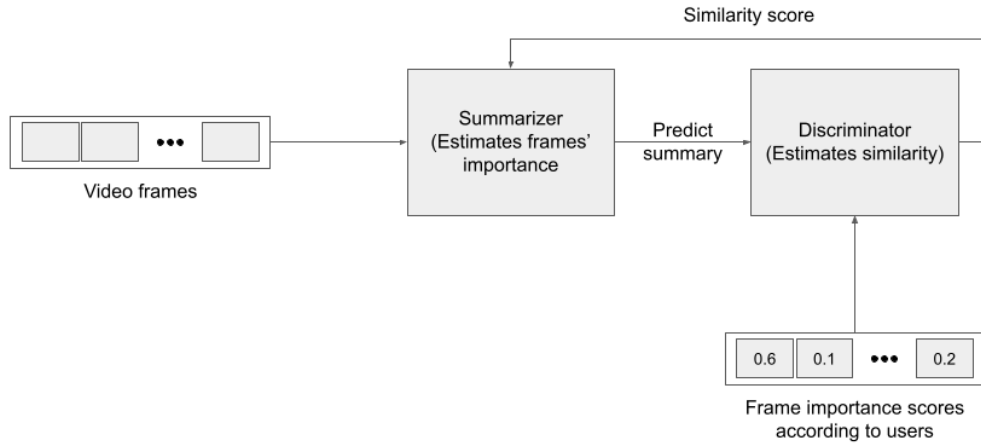 Similarity score
Summarizer
(Estimates frames'
importance
Predict
summary
Discriminator
(Estimates similarity)
Video frames
0.6 0.1 ••• 0.2
Frame importance scores
according to users